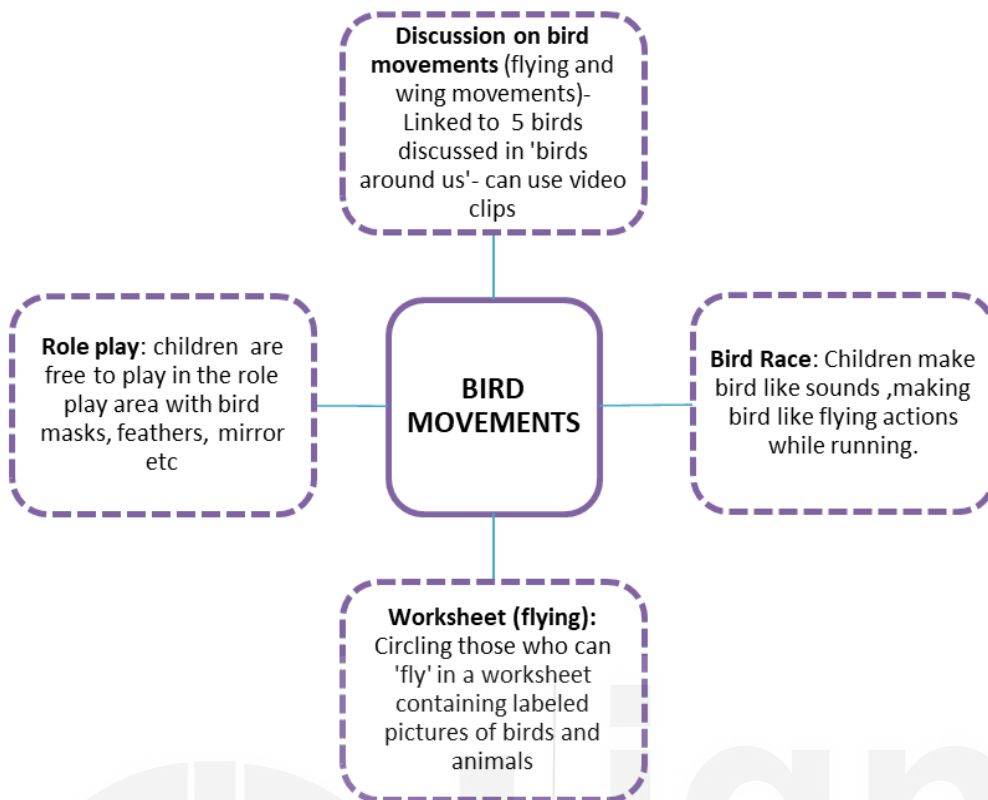 Discussion on bird
movements (flying and
wing movements)-
Linked to 5 birds
discussed in 'birds
around us'- can use video
clips
Role play: children are
free to play in the role
play area with bird
masks, feathers, mirror
etc
BIRD
MOVEMENTS
Bird Race: Children make
bird like sounds ,making
bird like flying actions
while running.
Worksheet (flying):
Circling those who can
'fly' in a worksheet
containing labeled
pictures of birds and
animals